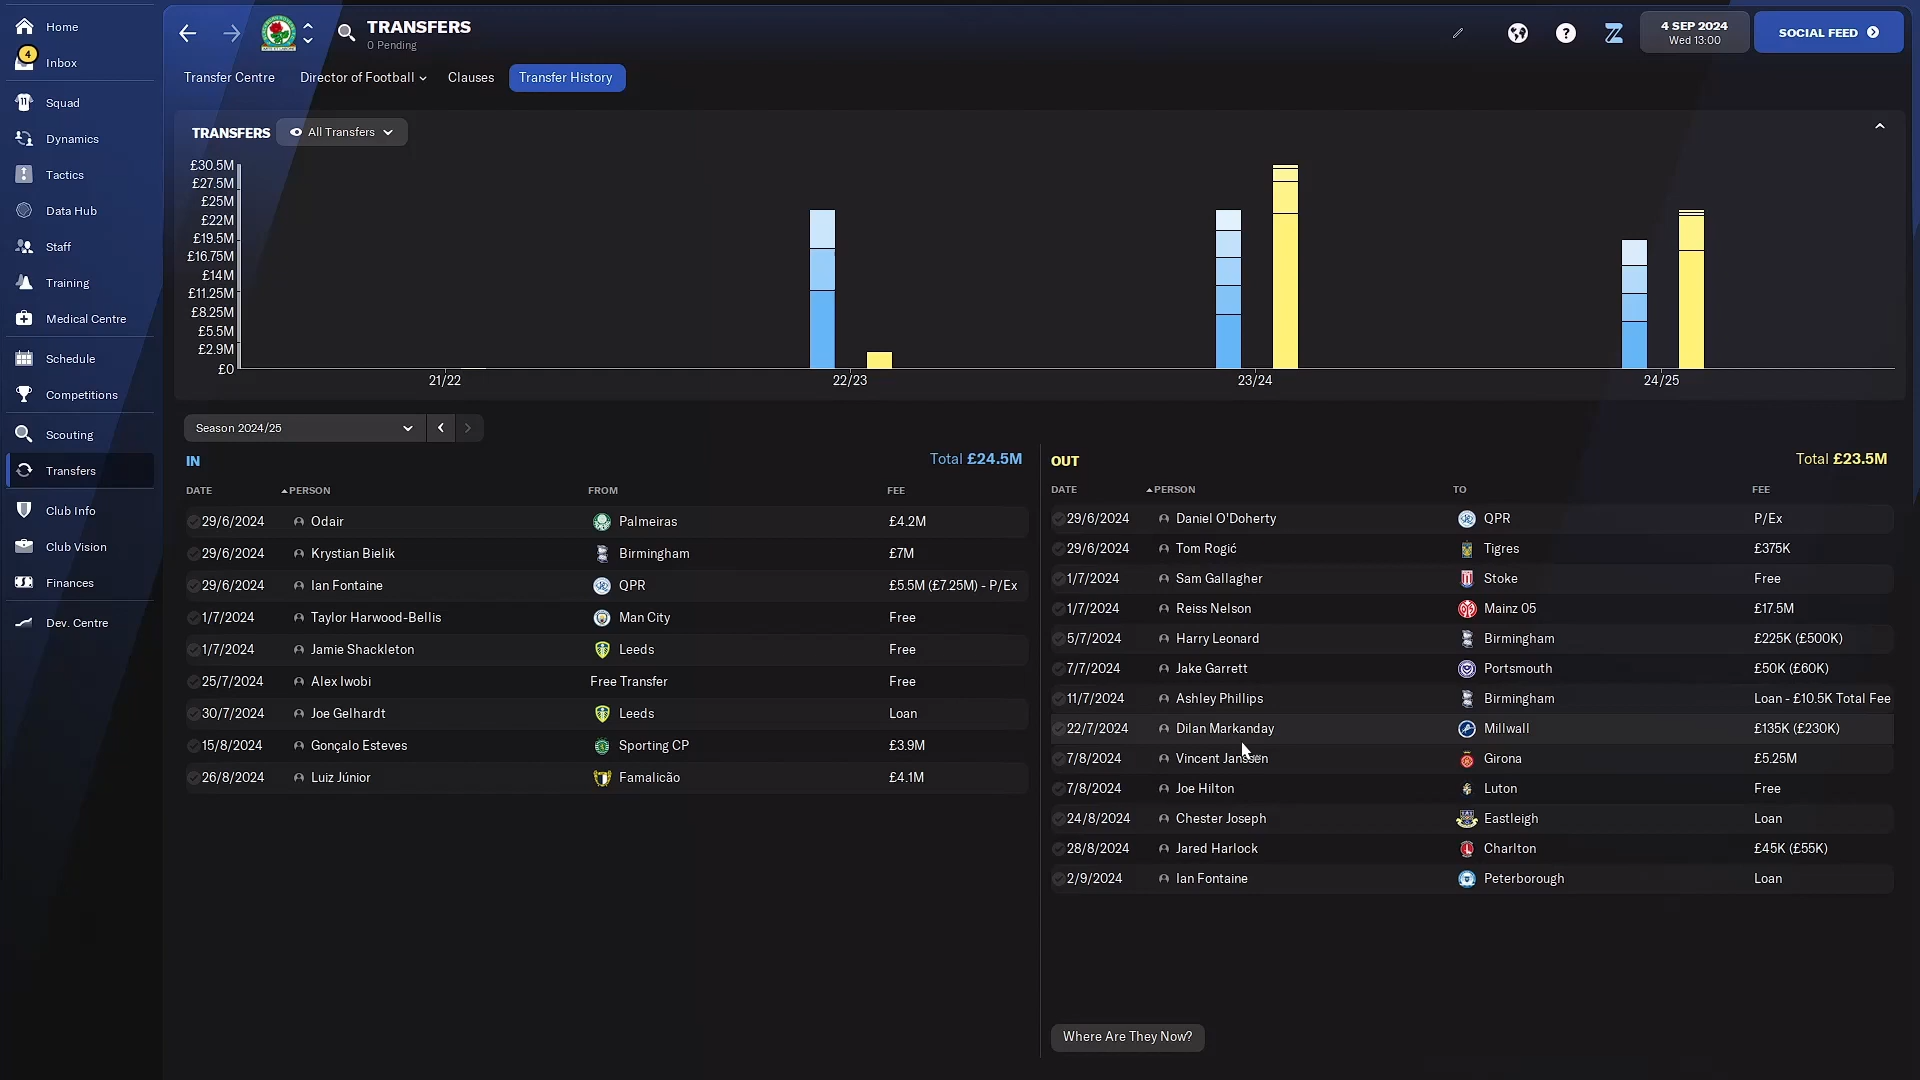 Home
4
Inbox
Squad
Dynamics
Tactics
Data Hub
Staff
Training
Medical Centre
Schedule
Competitions
Scouting
Transfers
Club Info
Club Vision
Finances
Dev. Centre
TRANSFERS
0 Pending
4 SEP 2024
Wed 13:00
SOCIAL FEED
Transfer Centre Director of Football Clauses Transfer History
TRANSFERS All Transfers
£30.5M
£27.5M
£25M
£22M
£19.5M
£16.75M
£14M
£11.25M
£8.25M
£5.5M
£2.9M
£0
21/22 22/23 23/24 24/25
Season 2024/25
IN Total £24.5M
DATE PERSON FROM FEE
29/6/2024 Odair Palmeiras £4.2M
29/6/2024 Krystian Bielik Birmingham £7M
29/6/2024 Ian Fontaine QPR £5.5M (£7.25M) - P/Ex
1/7/2024 Taylor Harwood-Bellis Man City Free
1/7/2024 Jamie Shackleton Leeds Free
25/7/2024 Alex Iwobi Free Transfer Free
30/7/2024 Joe Gelhardt Leeds Loan
15/8/2024 Gonçalo Esteves Sporting CP £3.9M
26/8/2024 Luiz Júnior Famalicão £4.1M
OUT Total £23.5M
DATE PERSON TO FEE
29/6/2024 Daniel O'Doherty QPR P/Ex
29/6/2024 Tom Rogić Tigres £375K
1/7/2024 Sam Gallagher Stoke Free
1/7/2024 Reiss Nelson Mainz 05 £17.5M
5/7/2024 Harry Leonard Birmingham £225K (£500K)
7/7/2024 Jake Garrett Portsmouth £50K (£60K)
11/7/2024 Ashley Phillips Birmingham Loan - £10.5K Total Fee
22/7/2024 Dilan Markanday Millwall £135K (£230K)
7/8/2024 Vincent Janssen Girona £5.25M
7/8/2024 Joe Hilton Luton Free
24/8/2024 Chester Joseph Eastleigh Loan
28/8/2024 Jared Harlock Charlton £45K (£55K)
2/9/2024 Ian Fontaine Peterborough Loan
Where Are They Now?